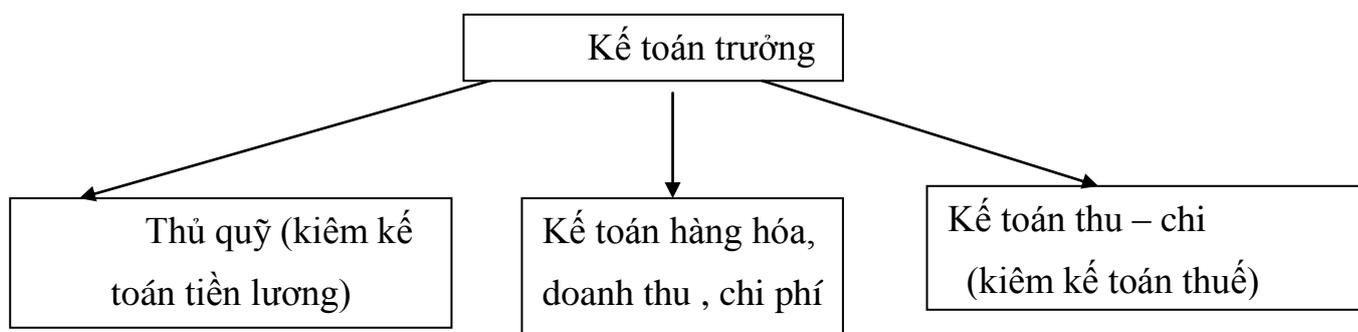 Kế toán trưởng
Thủ quỹ (kiêm kế
toán tiền lương)
Kế toán hàng hóa,
doanh thu , chi phí
Kế toán thu – chi
(kiêm kế toán thuế)